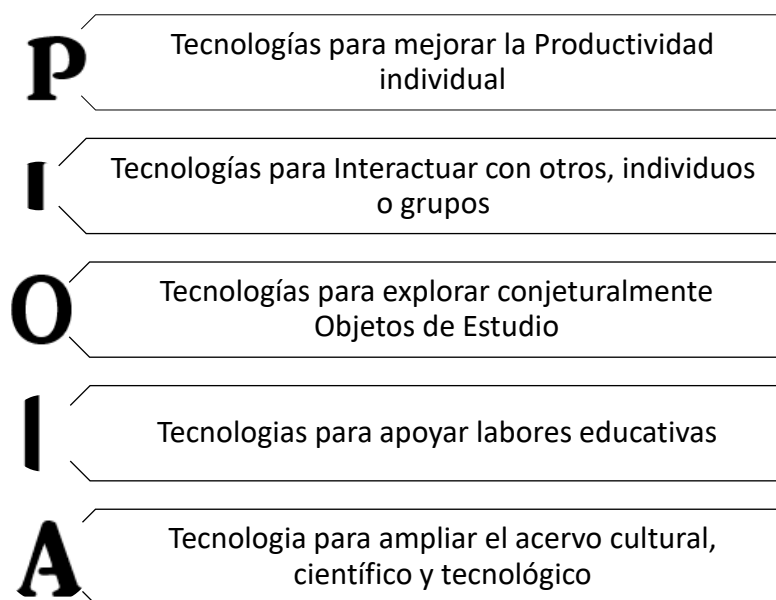 P
Tecnologías para mejorar la Productividad
individual
I
Tecnologías para Interactuar con otros, individuos
o grupos
O
Tecnologías para explorar conjeturalmente
Objetos de Estudio
I
Tecnologias para apoyar labores educativas
A
Tecnologia para ampliar el acervo cultural,
científico y tecnológico